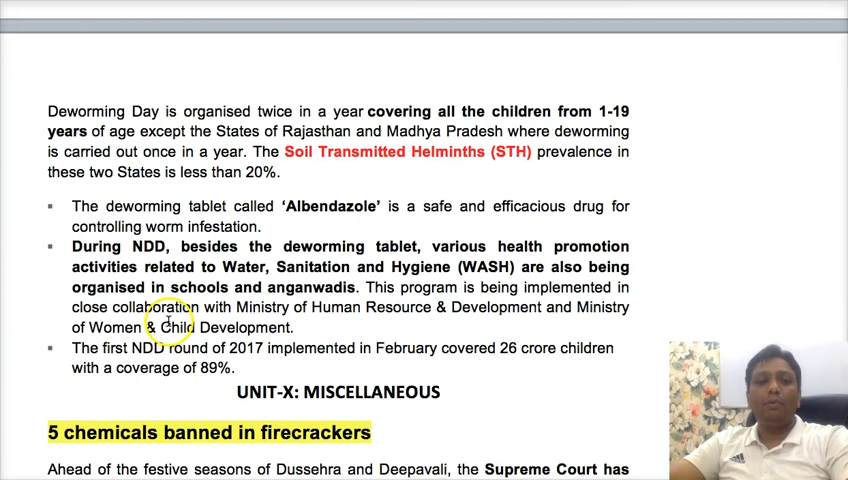 Deworming Day is organised twice in a year covering all the children from 1-19
years of age except the States of Rajasthan and Madhya Pradesh where deworming
is carried out once in a year. The Soil Transmitted Helminths (STH) prevalence in
these two States is less than 20%.
▪ The deworming tablet called ‘Albendazole’ is a safe and efficacious drug for
controlling worm infestation.
▪ During NDD, besides the deworming tablet, various health promotion
activities related to Water, Sanitation and Hygiene (WASH) are also being
organised in schools and anganwadis. This program is being implemented in
close collaboration with Ministry of Human Resource & Development and Ministry
of Women & Child Development.
▪ The first NDD round of 2017 implemented in February covered 26 crore children
with a coverage of 89%.
UNIT-X: MISCELLANEOUS
5 chemicals banned in firecrackers
Ahead of the festive seasons of Dussehra and Deepavali, the Supreme Court has